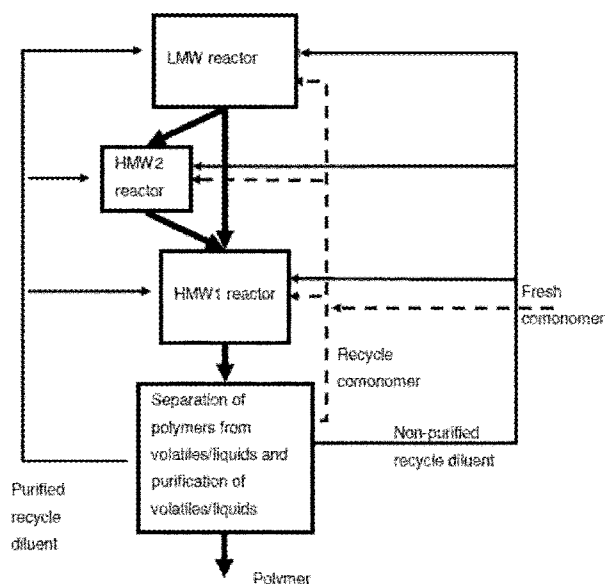 LMW reactor
HMW2
reactor
HMW1 reactor
Fresh
comonomer
Recycle
comonomer
Separation of
polymers from
volatiles/liquids and
purification of
volatiles/liquids
Non-purified
recycle diluent
Purified
recycle
diluent
Polymer